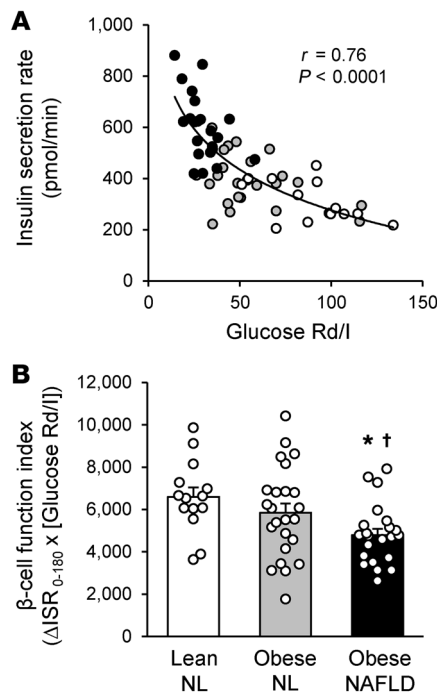 A
1,000
800
600
400
200
0
Insulin secretion rate
(pmol/min)
r = 0.76
P < 0.0001
0 50 100 150
Glucose Rd/I
B
12,000
10,000
8,000
6,000
4,000
2,000
0
β-cell function index
(ΔISR0-180 x [Glucose Rd/I])
* †
Lean Obese Obese
NL NL NAFLD